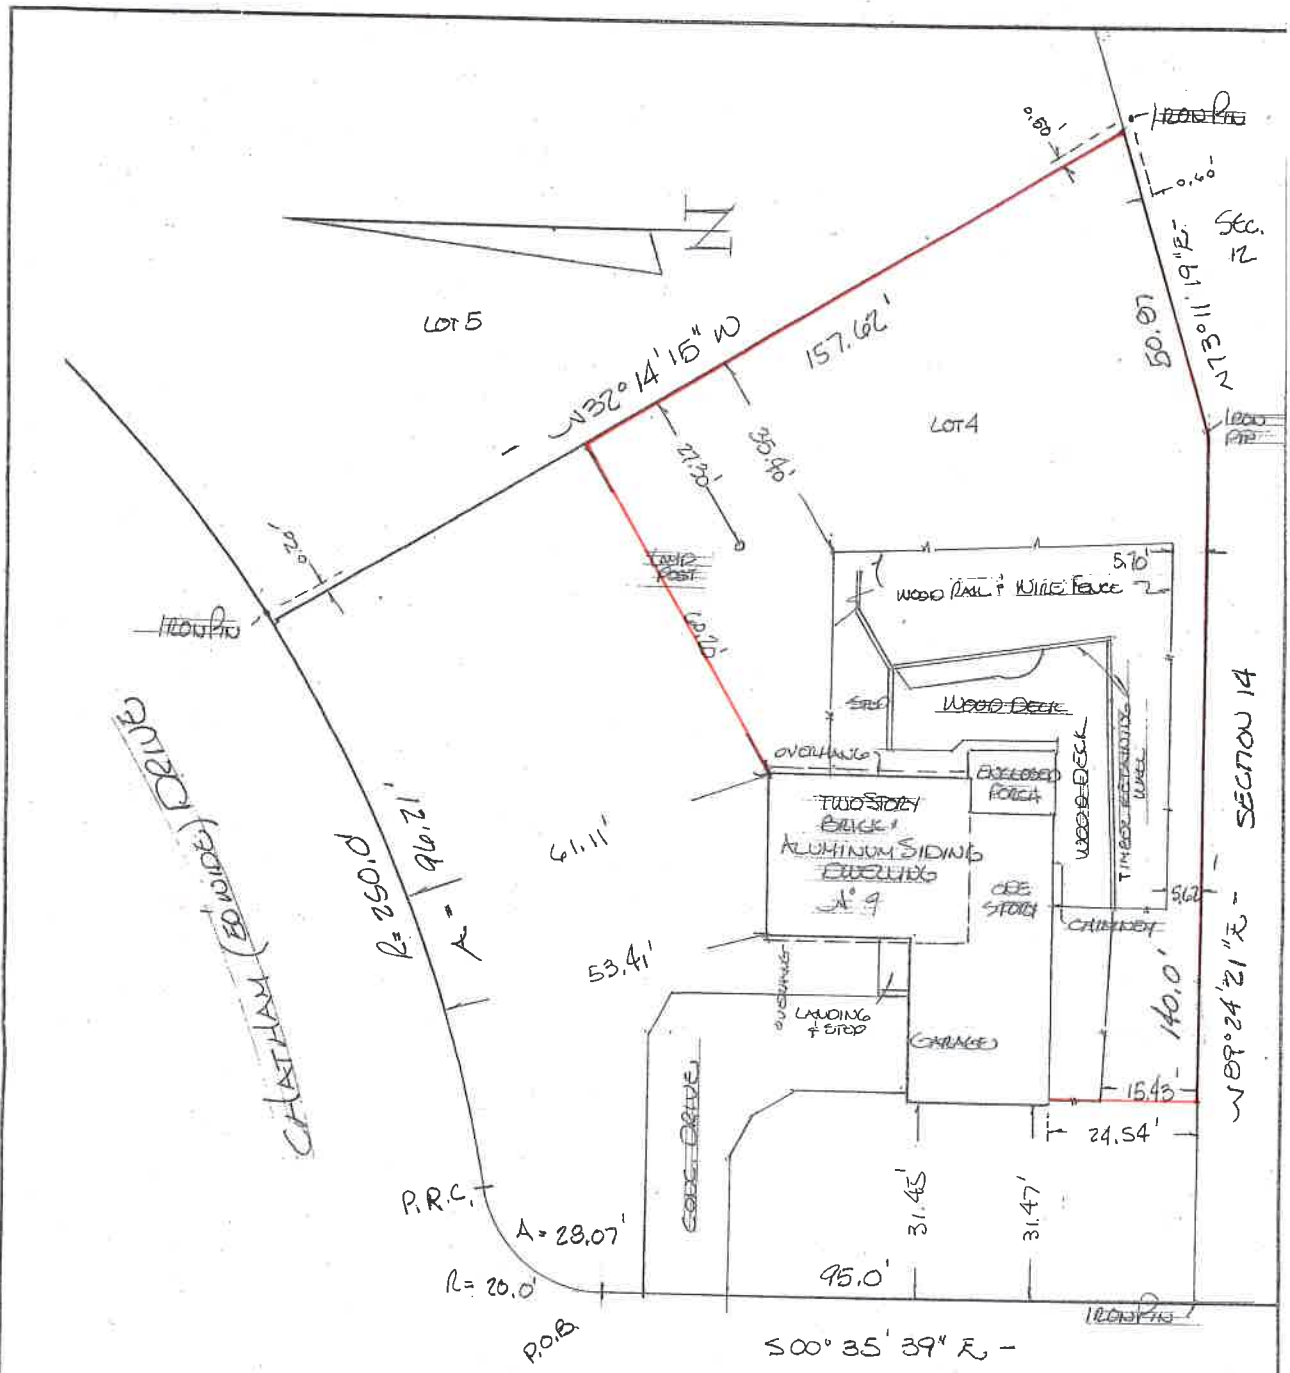 IRON PIN
0.50'
0.40'
SEC.
12
N
LOT 5
N73°11'19"E -
50.07
157.62'
- N32°14'15" W
LOT 4
IRON
PIP
35.40'
27.30'
0.20'
IRON PIN
LAMP
POST
5.70'
WOOD RAIL & WIRE FENCE
60.70'
STEP
WOOD DECK
WOOD DECK
TIMBER RETAINING
WALL
OVERHANG
ENCLOSED
PORCH
TWO STORY
BRICK &
ALUMINUM SIDING
DWELLING
Nº 9
ONE
STORY
CHIMNEY
5.62'
SECTION 14
N89°24'21"E -
140.0'
CHATHAM (50' WIDE) DRIVE
R= 250.0'
A = 96.21'
61.11'
53.41'
OVERHANG
LANDING
& STEP
GARAGE
CONC. DRIVE
15.43'
24.54'
31.45'
31.47'
P.R.C.
A= 28.07'
R= 20.0'
95.0'
IRON PIN
P.O.B.
S00° 35' 39" E -